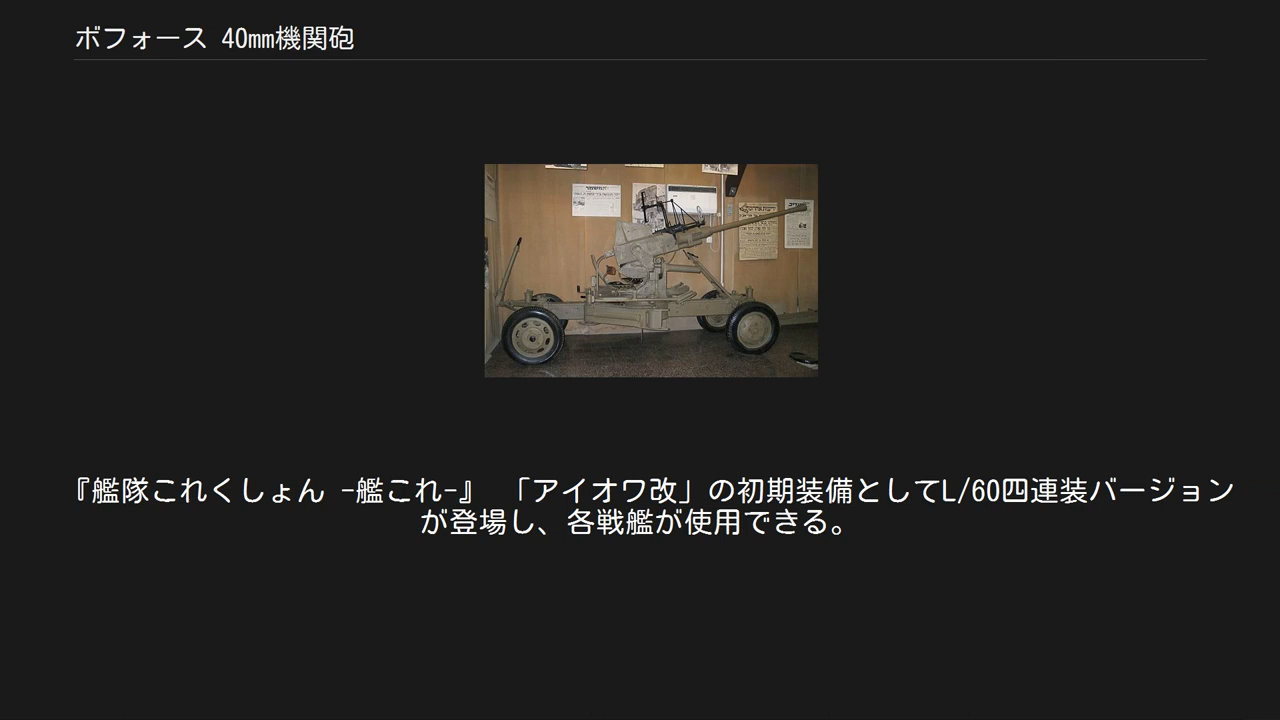 ボフォース 40mm機関砲
『艦隊これくしょん -艦これ-』 「アイオワ改」の初期装備としてL/60四連装バージョン
が登場し、各戦艦が使用できる。